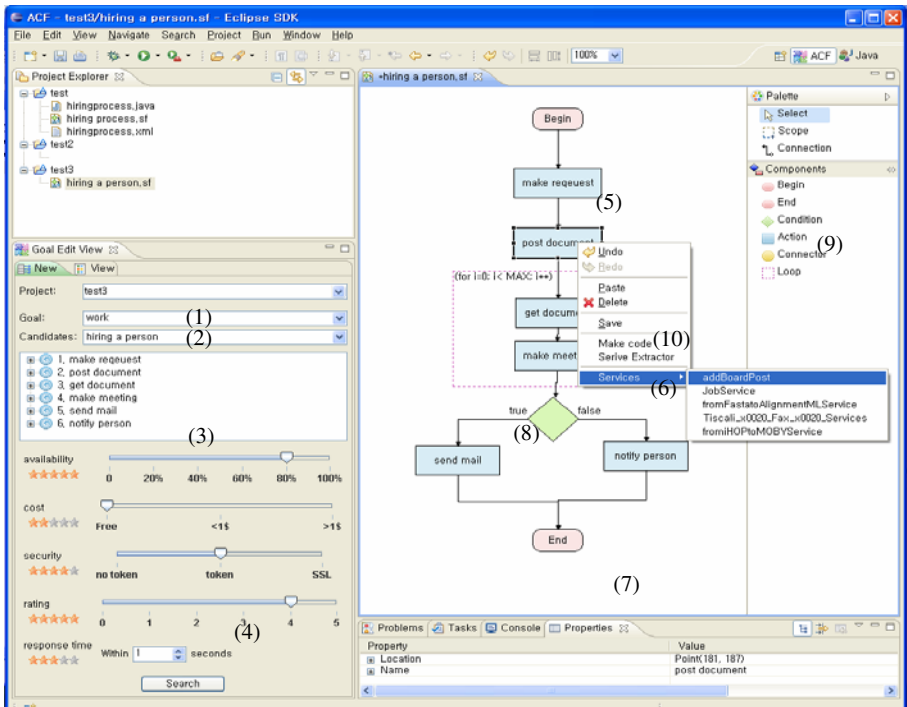 ACF - test3/hiring a person.sf - Eclipse SDK
File Edit View Navigate Search Project Run Window Help
100%
ACF Java
Project Explorer
test
hiringprocess.java
hiring process.sf
hiringprocess.xml
test2
test3
hiring a person.sf
Goal Edit View
New View
Project: test3
Goal: work (1)
Candidates: hiring a person (2)
1. make reqeuest
2. post document
3. get document
4. make meeting
5. send mail
6. notify person
(3)
availability
0 20% 40% 60% 80% 100%
cost
Free <1$ >1$
security
no token token SSL
rating
0 1 2 3 4 5
(4)
response time
Within 1 seconds
Search
*hiring a person.sf
Begin
make reqeuest
(5)
post document
(for i=0; i< MAX; i++)
get docume
make meet
true false
(8)
send mail
notify person
End
(7)
Undo
Redo
Paste
Delete
Save
Make code (10)
Serive Extractor
Services
(6)
addBoardPost
JobService
fromFastatoAlignmentMLService
Tiscali_x0020_Fax_x0020_Services
fromiHOPtoMOBYService
Palette
Select
Scope
Connection
Components
Begin
End
Condition
Action
(9)
Connector
Loop
Problems Tasks Console Properties
Property Value
Location Point(181, 187)
Name post document